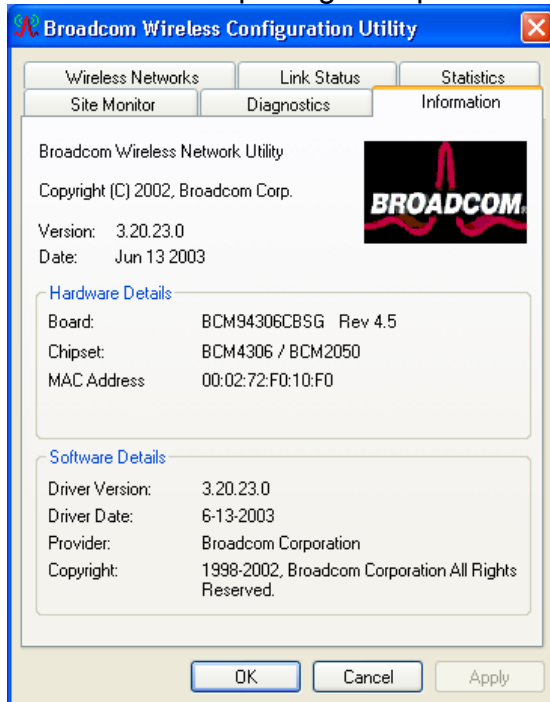 Broadcom Wireless Configuration Utility
Wireless Networks Link Status Statistics
Site Monitor Diagnostics Information
Broadcom Wireless Network Utility
Copyright (C) 2002, Broadcom Corp.
BROADCOM.
Version: 3.20.23.0
Date: Jun 13 2003
Hardware Details
Board: BCM94306CBSG Rev 4.5
Chipset: BCM4306 / BCM2050
MAC Address 00:02:72:F0:10:F0
Software Details
Driver Version: 3.20.23.0
Driver Date: 6-13-2003
Provider: Broadcom Corporation
Copyright: 1998-2002, Broadcom Corporation All Rights
Reserved.
OK Cancel Apply